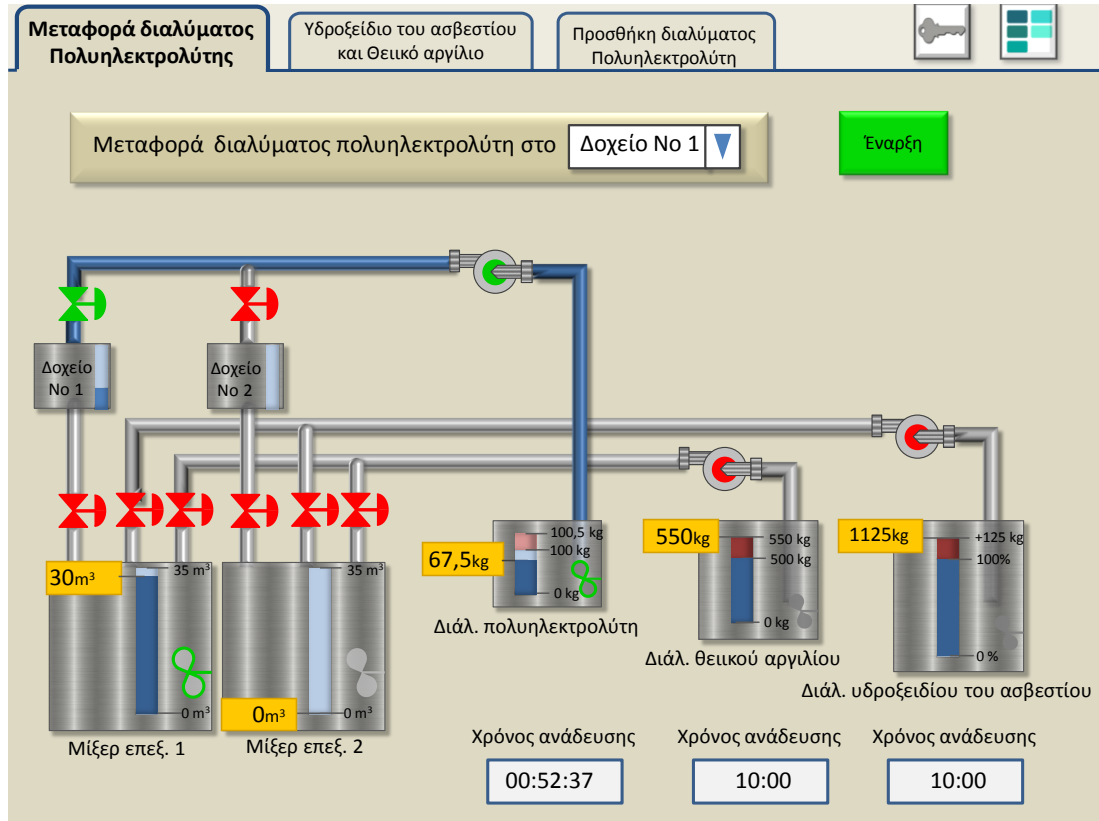 Μεταφορά διαλύματος
Πολυηλεκτρολύτης
Υδροξείδιο του ασβεστίου
και Θειικό αργίλιο
Προσθήκη διαλύματος
Πολυηλεκτρολύτη
Μεταφορά διαλύματος πολυηλεκτρολύτη στο
Δοχείο Νο 1
Έναρξη
Δοχείο
Νο 1
Δοχείο
Νο 2
30m³
35 m³
0 m³
Μίξερ επεξ. 1
35 m³
0m³
0 m³
Μίξερ επεξ. 2
67,5kg
100,5 kg
100 kg
0 kg
Διάλ. πολυηλεκτρολύτη
550kg
550 kg
500 kg
0 kg
Διάλ. θειικού αργιλίου
1125kg
+125 kg
100%
0 %
Διάλ. υδροξειδίου του ασβεστίου
Χρόνος ανάδευσης
00:52:37
Χρόνος ανάδευσης
10:00
Χρόνος ανάδευσης
10:00